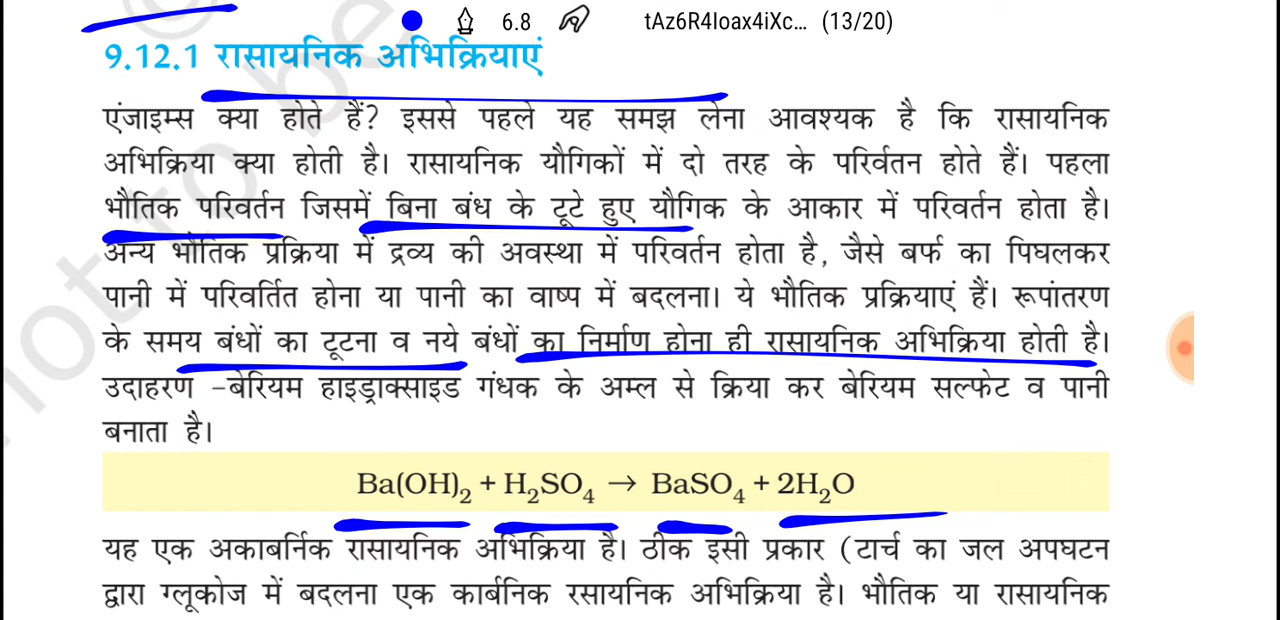 6.8 tAz6R4Ioax4iXc... (13/20)
9.12.1 रासायनिक अभिक्रियाएं
एंजाइम्स क्या होते हैं? इससे पहले यह समझ लेना आवश्यक है कि रासायनिक
अभिक्रिया क्या होती है। रासायनिक यौगिकों में दो तरह के परिर्वतन होते हैं। पहला
भौतिक परिवर्तन जिसमें बिना बंध के टूटे हुए यौगिक के आकार में परिवर्तन होता है।
अन्य भौतिक प्रक्रिया में द्रव्य की अवस्था में परिवर्तन होता है, जैसे बर्फ का पिघलकर
पानी में परिवर्तित होना या पानी का वाष्प में बदलना। ये भौतिक प्रक्रियाएं हैं। रूपांतरण
के समय बंधों का टूटना व नये बंधों का निर्माण होना ही रासायनिक अभिक्रिया होती है।
उदाहरण –बेरियम हाइड्राक्साइड गंधक के अम्ल से क्रिया कर बेरियम सल्फेट व पानी
बनाता है।
Ba(OH)₂ + H₂SO₄ → BaSO₄ + 2H₂O
यह एक अकाबर्निक रासायनिक अभिक्रिया है। ठीक इसी प्रकार (टार्च का जल अपघटन
द्वारा ग्लूकोज में बदलना एक कार्बनिक रसायनिक अभिक्रिया है। भौतिक या रासायनिक